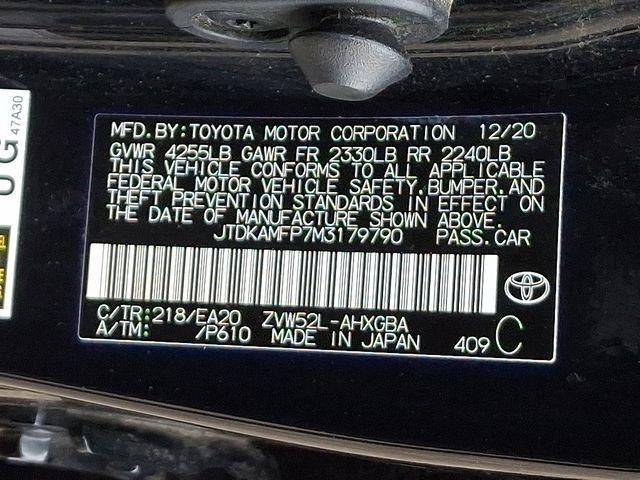 MFD.BY:TOYOTA MOTOR CORPORATION 12/20
GVWR 4255LB GAWR FR 2330LB RR 2240LB
THIS VEHICLE CONFORMS TO ALL APPLICABLE
FEDERAL MOTOR VEHICLE SAFETY,BUMPER,AND
THEFT PREVENTION STANDARDS IN EFFECT ON
THE DATE OF MANUFACTURE SHOWN ABOVE.
JTDKAMFP7M3179790 PASS.CAR
C/TR:218/EA20 ZVW52L-AHXGBA
A/TM: /P610 MADE IN JAPAN 409 C
47A30